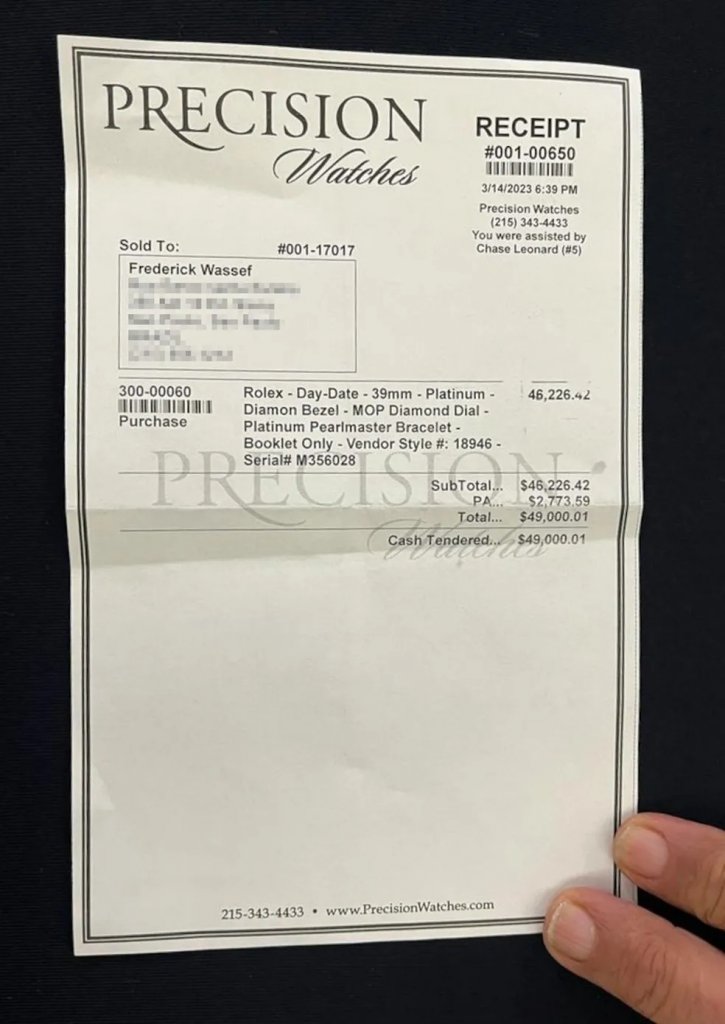 PRECISION
Watches
RECEIPT
#001-00650
3/14/2023 6:39 PM
Precision Watches
(215) 343-4433
You were assisted by
Chase Leonard (#5)
Sold To:
#001-17017
Frederick Wassef
300-00060
Purchase
Rolex - Day-Date - 39mm - Platinum -
Diamon Bezel - MOP Diamond Dial -
Platinum Pearlmaster Bracelet -
Booklet Only - Vendor Style #: 18946 -
Serial# M356028
46,226.42
PRECISION
Watches
SubTotal... $46,226.42
PA... $2,773.59
Total... $49,000.01
Cash Tendered... $49,000.01
215-343-4433 • www.PrecisionWatches.com